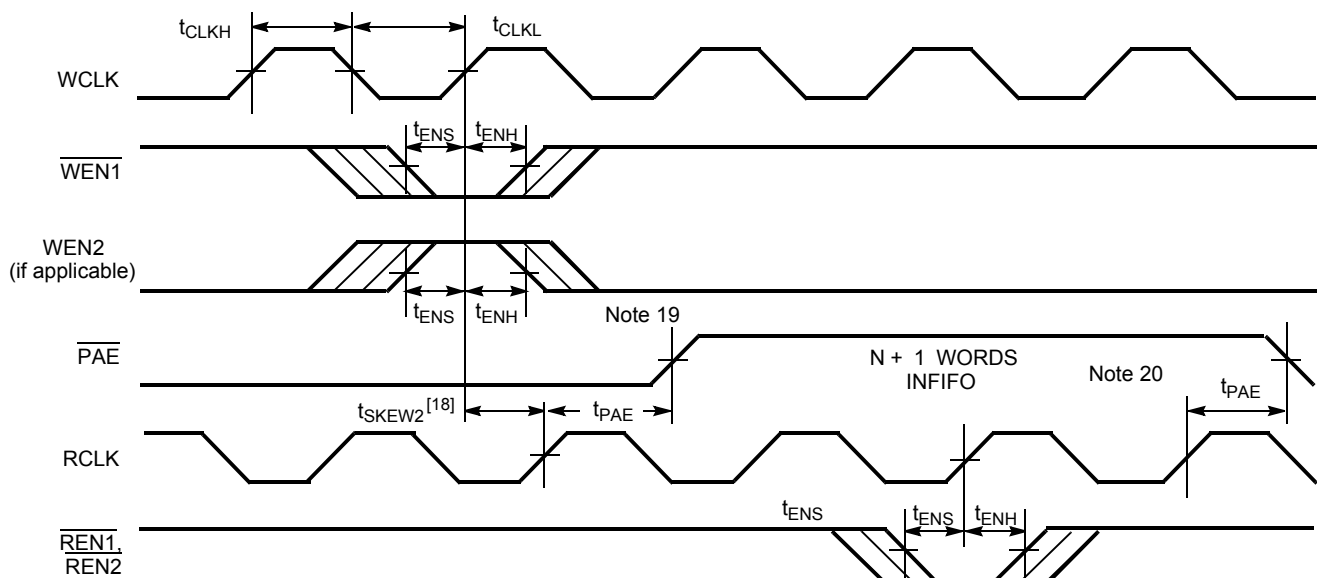 tCLKH
tCLKL
WCLK
tENS
tENH
WEN1
WEN2
(if applicable)
tENS
tENH
Note 19
PAE
N + 1 WORDS
INFIFO
Note 20
tSKEW2 [18]
tPAE
tPAE
RCLK
tENS
tENS
tENH
REN1,
REN2